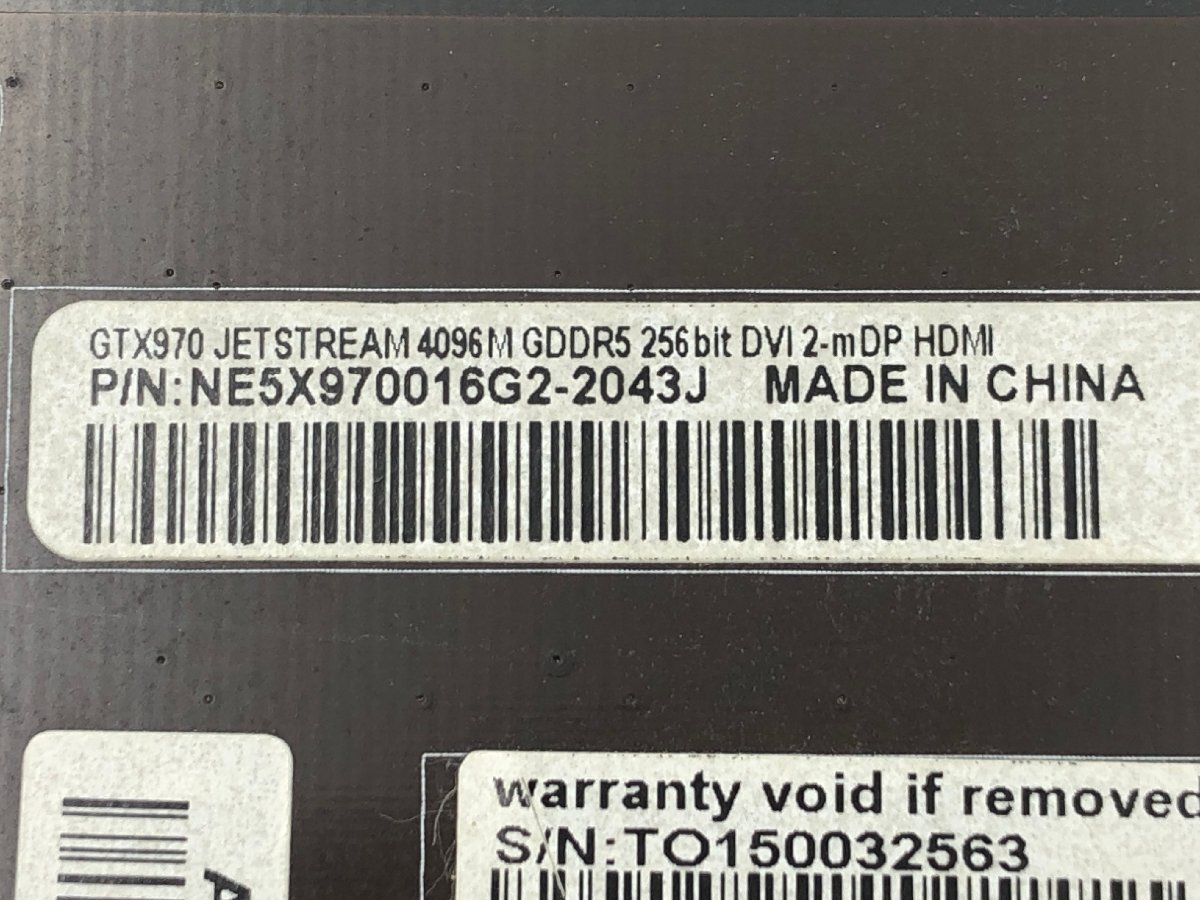 GTX970 JETSTREAM 4096M GDDR5 256bit DVI 2-mDP HDMI
P/N:NE5X970016G2-2043J MADE IN CHINA
warranty void if removed
S/N:TO150032563
A